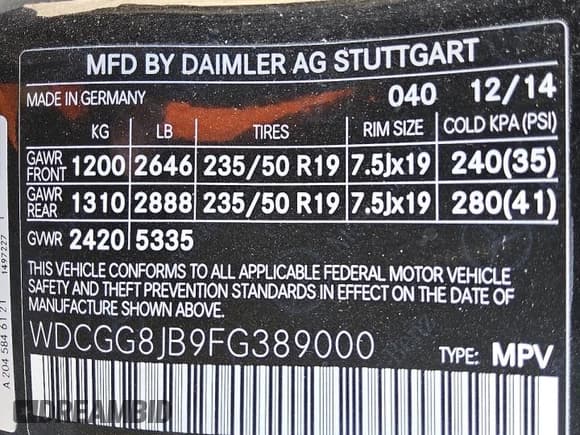 MFD BY DAIMLER AG STUTTGART
MADE IN GERMANY 040 12/14
KG LB TIRES RIM SIZE COLD KPA(PSI)
GAWR FRONT 1200 2646 235/50 R19 7.5Jx19 240(35)
GAWR REAR 1310 2888 235/50 R19 7.5Jx19 280(41)
GVWR 2420 5335
THIS VEHICLE CONFORMS TO ALL APPLICABLE FEDERAL MOTOR VEHICLE
SAFETY AND THEFT PREVENTION STANDARDS IN EFFECT ON THE DATE OF
MANUFACTURE SHOWN ABOVE.
WDCGG8JB9FG389000 TYPE: MPV
A 204 584 61 21 1497227 1
DREAMBID